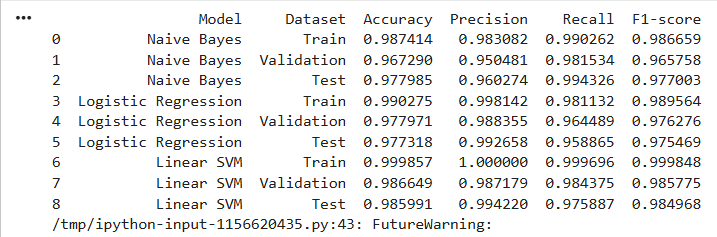 Model Dataset Accuracy Precision Recall F1-score
0 Naive Bayes Train 0.987414 0.983082 0.990262 0.986659
1 Naive Bayes Validation 0.967290 0.950481 0.981534 0.965758
2 Naive Bayes Test 0.977985 0.960274 0.994326 0.977003
3 Logistic Regression Train 0.990275 0.998142 0.981132 0.989564
4 Logistic Regression Validation 0.977971 0.988355 0.964489 0.976276
5 Logistic Regression Test 0.977318 0.992658 0.958865 0.975469
6 Linear SVM Train 0.999857 1.000000 0.999696 0.999848
7 Linear SVM Validation 0.986649 0.987179 0.984375 0.985775
8 Linear SVM Test 0.985991 0.994220 0.975887 0.984968
/tmp/ipython-input-1156620435.py:43: FutureWarning: